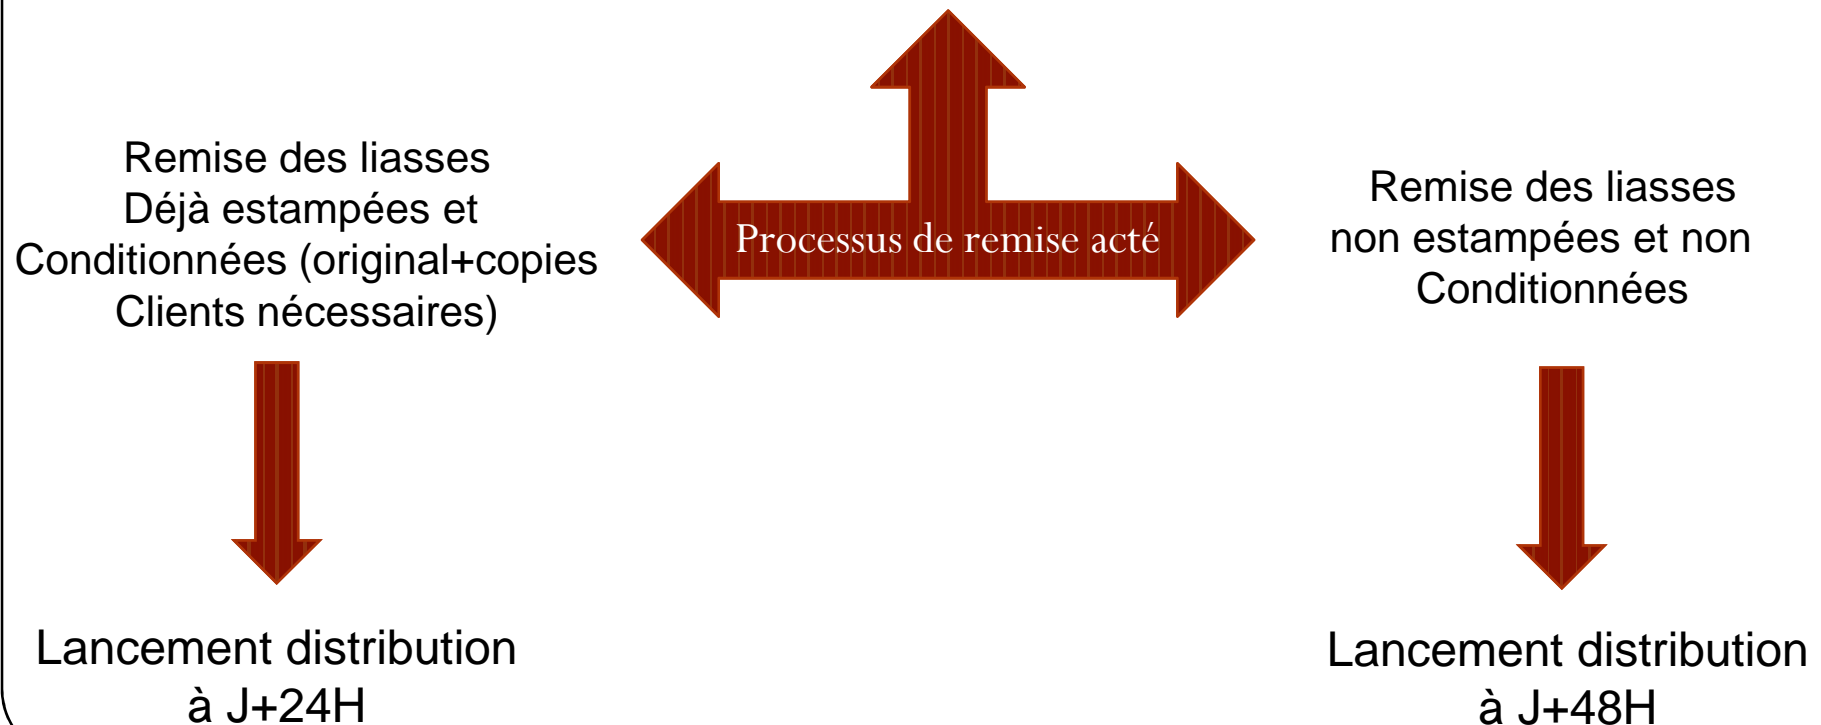 Remise des liasses
Déjà estampées et
Conditionnées (original+copies
Clients nécessaires)
Processus de remise acté
Remise des liasses
non estampées et non
Conditionnées
Lancement distribution
à J+24H
Lancement distribution
à J+48H